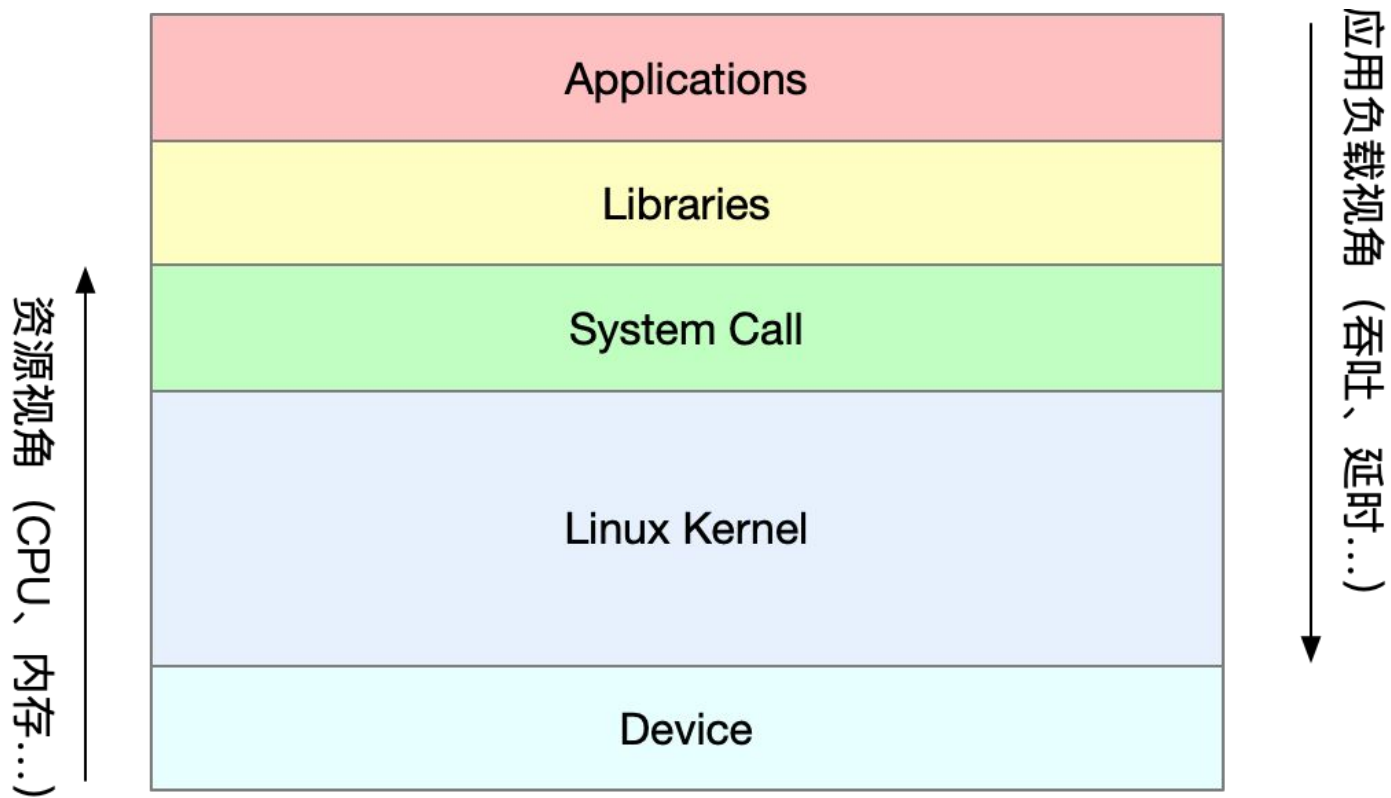 Applications
Libraries
System Call
Linux Kernel
Device
资源视角（CPU、内存....）
应用负载视角（吞吐、延时...）